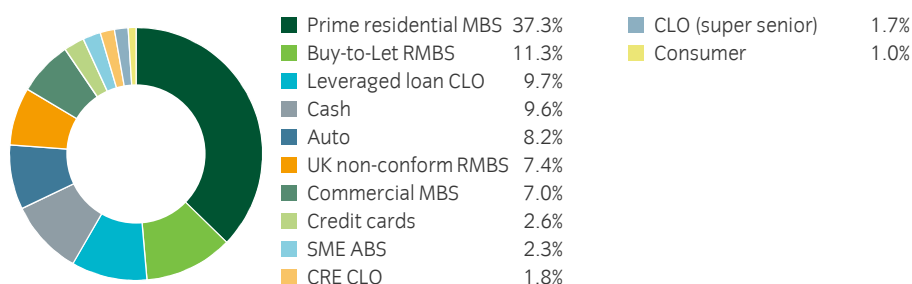 Prime residential MBS 37.3%
Buy-to-Let RMBS 11.3%
Leveraged loan CLO 9.7%
Cash 9.6%
Auto 8.2%
UK non-conform RMBS 7.4%
Commercial MBS 7.0%
Credit cards 2.6%
SME ABS 2.3%
CRE CLO 1.8%
CLO (super senior) 1.7%
Consumer 1.0%